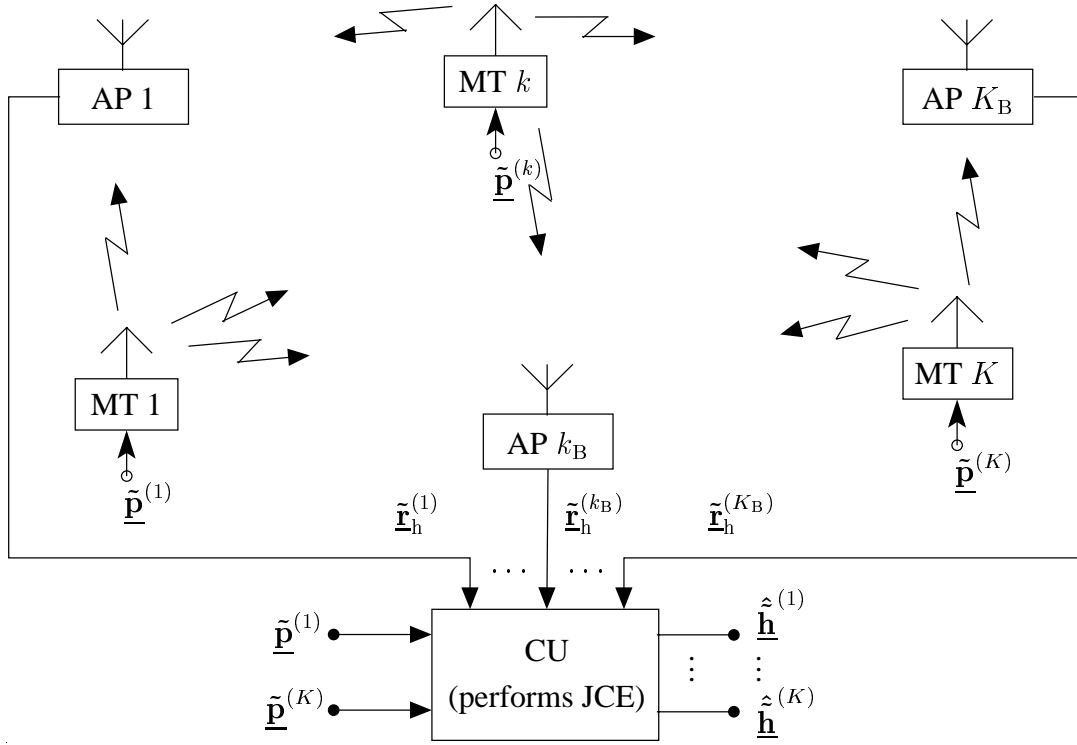 AP 1
MT k
AP K_B
p̲̃^(k)
MT 1
MT K
AP k_B
p̲̃^(1)
p̲̃^(K)
r̲̃_h^(1)
r̲̃_h^(k_B)
r̲̃_h^(K_B)
. . .
. . .
p̲̃^(1)
CU
(performs JCE)
p̲̃^(K)
ĥ̲̃^(1)
⋮
⋮
ĥ̲̃^(K)